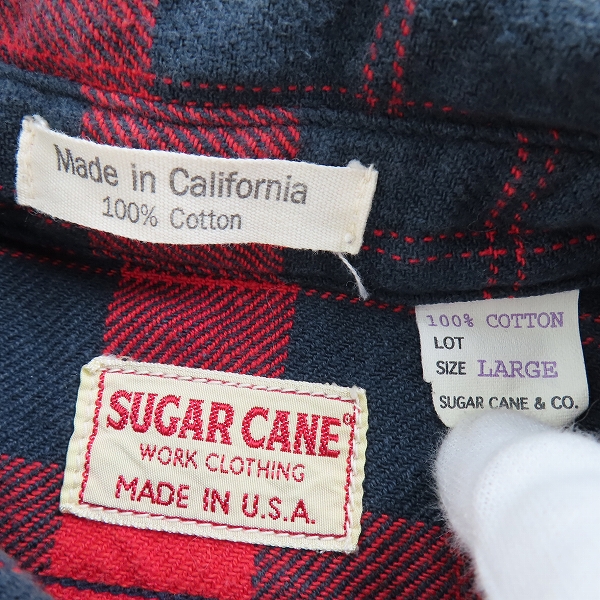 Made in California
100% Cotton
100% COTTON
LOT
SIZE LARGE
SUGAR CANE & CO.
SUGAR CANE
WORK CLOTHING
MADE IN U.S.A.